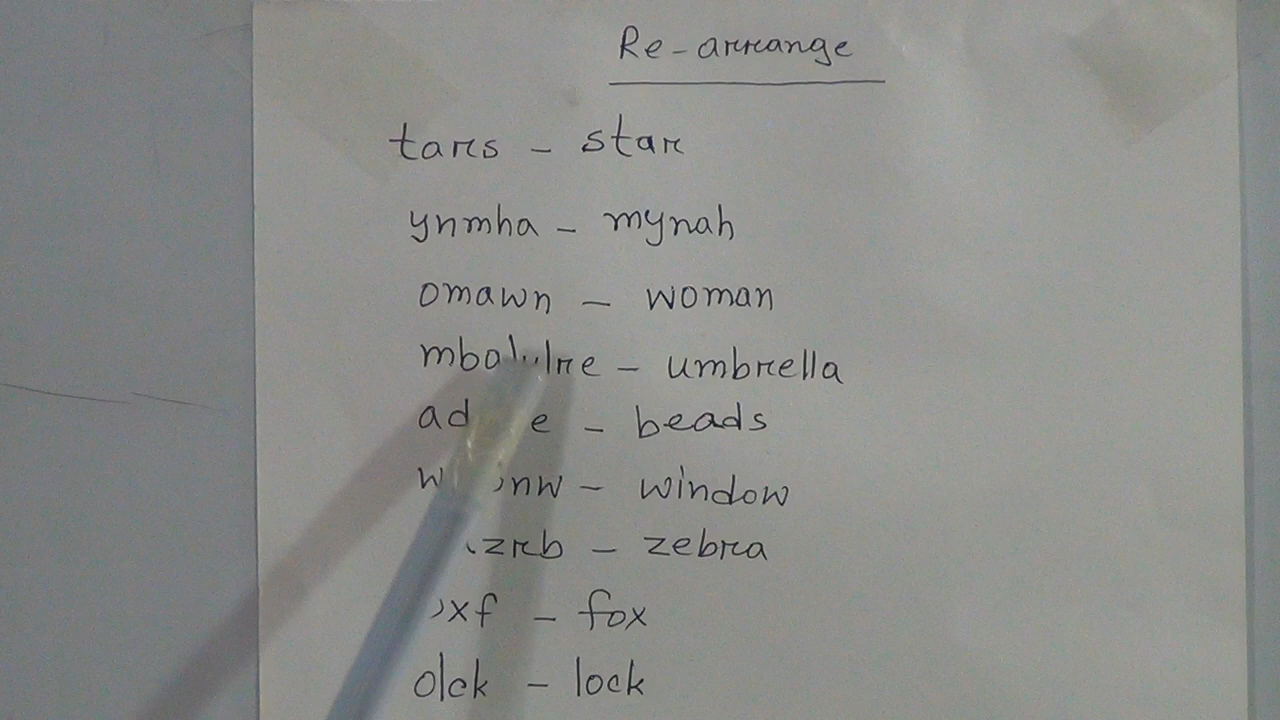 Re-arrange
tars - star
ynmha - mynah
omawn - woman
- umbrella
- beads
- window
- zebra
- fox
olck - lock